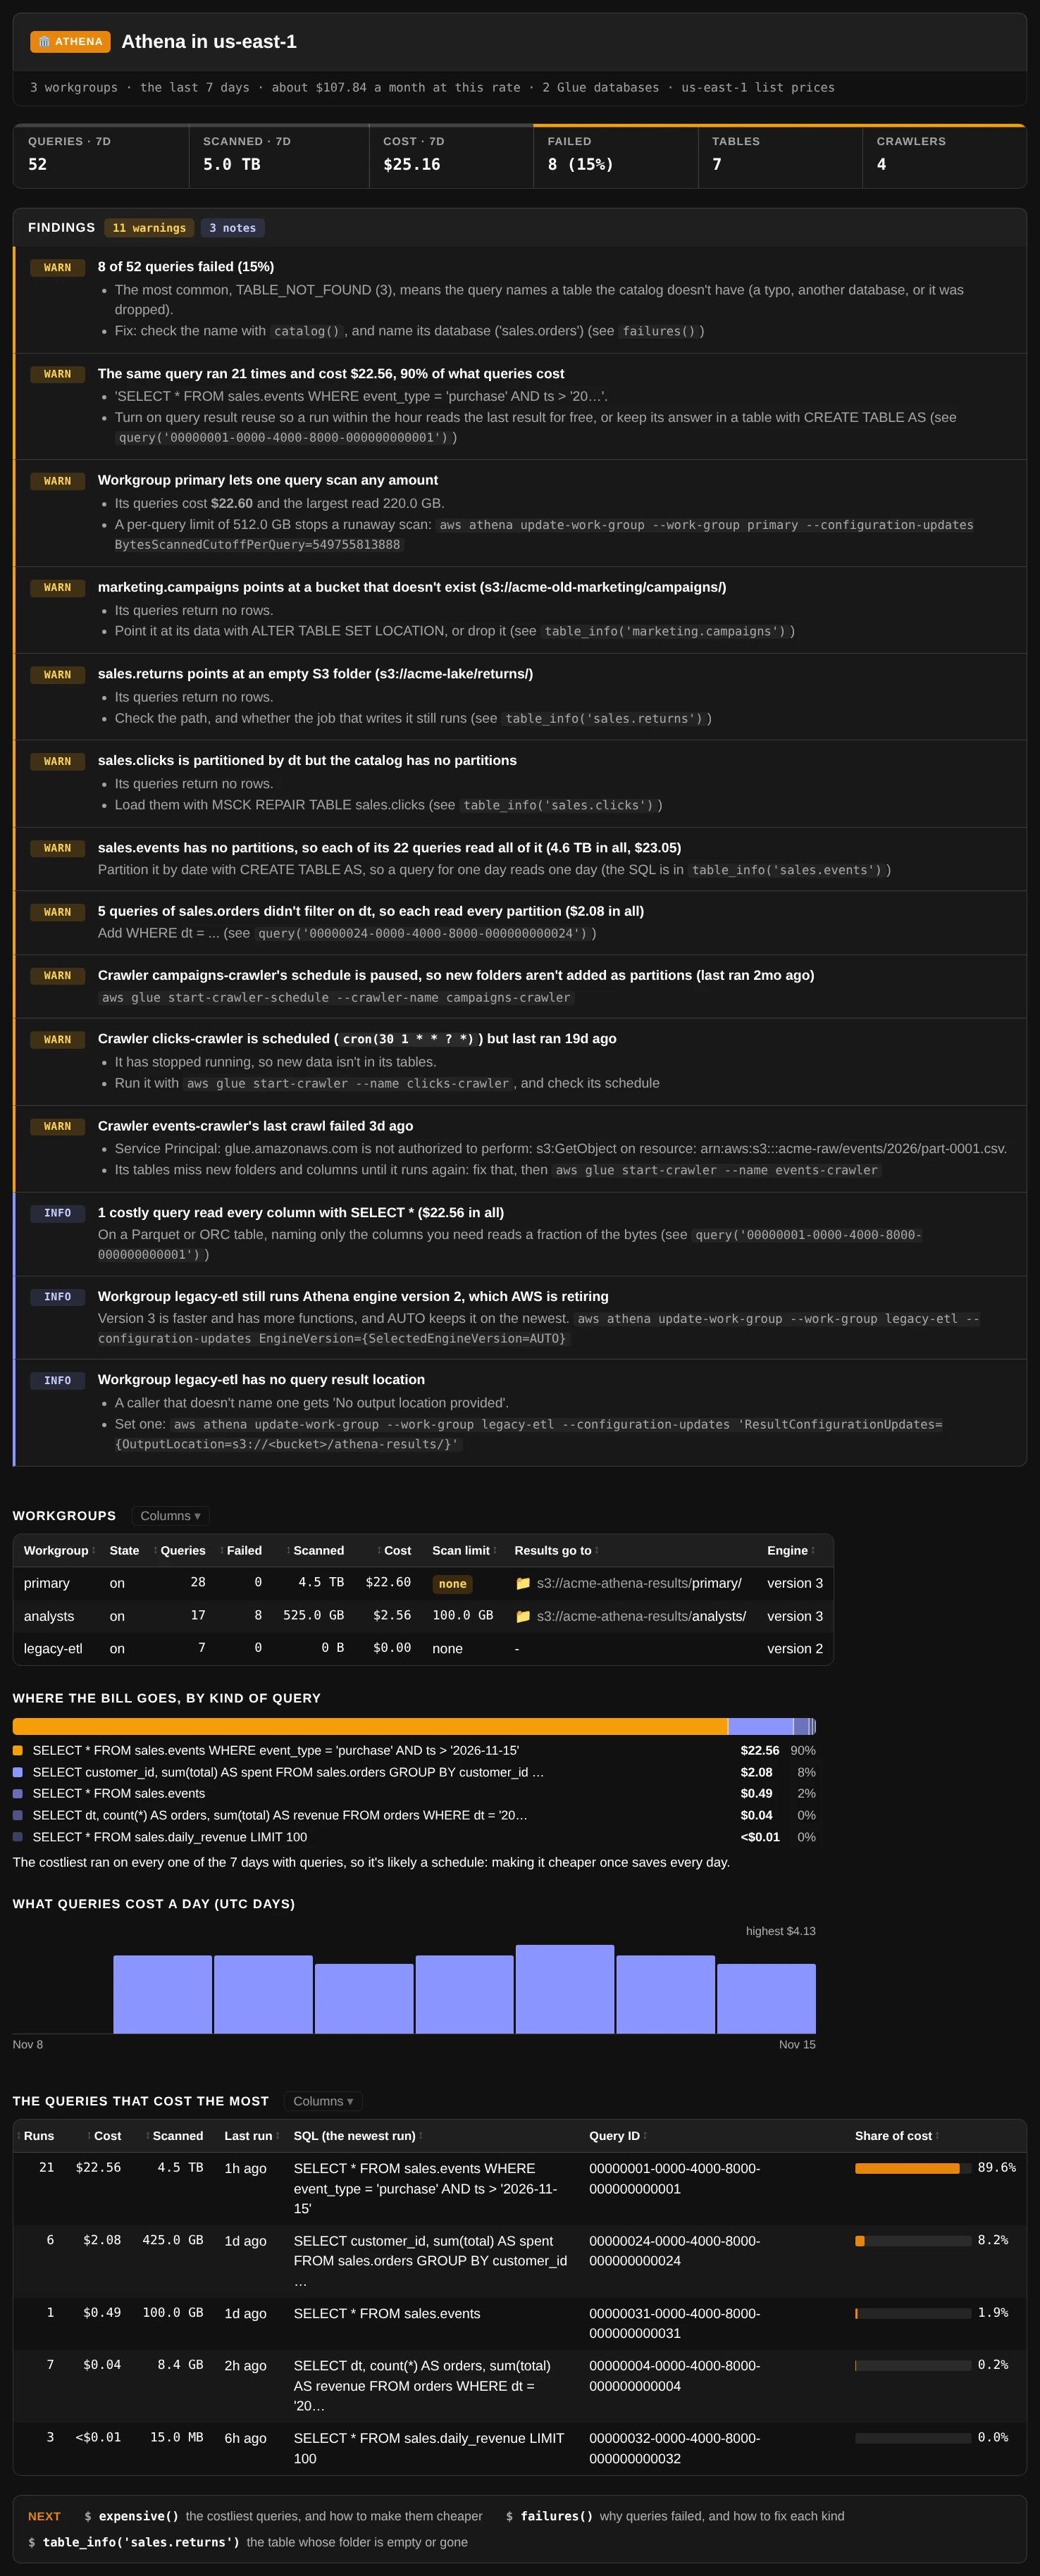 🏛️ ATHENA Athena in us-east-1
3 workgroups · the last 7 days · about $107.84 a month at this rate · 2 Glue databases · us-east-1 list prices
QUERIES · 7D SCANNED · 7D COST · 7D FAILED TABLES CRAWLERS
52 5.0 TB $25.16 8 (15%) 7 4
FINDINGS 11 warnings 3 notes
WARN 8 of 52 queries failed (15%)
• The most common, TABLE_NOT_FOUND (3), means the query names a table the catalog doesn't have (a typo, another database, or it was
dropped).
• Fix: check the name with catalog(), and name its database ('sales.orders') (see failures())
WARN The same query ran 21 times and cost $22.56, 90% of what queries cost
• 'SELECT * FROM sales.events WHERE event_type = 'purchase' AND ts > '20…'.
• Turn on query result reuse so a run within the hour reads the last result for free, or keep its answer in a table with CREATE TABLE AS (see
query('00000001-0000-4000-8000-000000000001'))
WARN Workgroup primary lets one query scan any amount
• Its queries cost $22.60 and the largest read 220.0 GB.
• A per-query limit of 512.0 GB stops a runaway scan: aws athena update-work-group --work-group primary --configuration-updates
BytesScannedCutoffPerQuery=549755813888
WARN marketing.campaigns points at a bucket that doesn't exist (s3://acme-old-marketing/campaigns/)
• Its queries return no rows.
• Point it at its data with ALTER TABLE SET LOCATION, or drop it (see table_info('marketing.campaigns'))
WARN sales.returns points at an empty S3 folder (s3://acme-lake/returns/)
• Its queries return no rows.
• Check the path, and whether the job that writes it still runs (see table_info('sales.returns'))
WARN sales.clicks is partitioned by dt but the catalog has no partitions
• Its queries return no rows.
• Load them with MSCK REPAIR TABLE sales.clicks (see table_info('sales.clicks'))
WARN sales.events has no partitions, so each of its 22 queries read all of it (4.6 TB in all, $23.05)
Partition it by date with CREATE TABLE AS, so a query for one day reads one day (the SQL is in table_info('sales.events'))
WARN 5 queries of sales.orders didn't filter on dt, so each read every partition ($2.08 in all)
Add WHERE dt = ... (see query('00000024-0000-4000-8000-000000000024'))
WARN Crawler campaigns-crawler's schedule is paused, so new folders aren't added as partitions (last ran 2mo ago)
aws glue start-crawler-schedule --crawler-name campaigns-crawler
WARN Crawler clicks-crawler is scheduled (cron(30 1 * * ? *)) but last ran 19d ago
• It has stopped running, so new data isn't in its tables.
• Run it with aws glue start-crawler --name clicks-crawler, and check its schedule
WARN Crawler events-crawler's last crawl failed 3d ago
• Service Principal: glue.amazonaws.com is not authorized to perform: s3:GetObject on resource: arn:aws:s3:::acme-raw/events/2026/part-0001.csv.
• Its tables miss new folders and columns until it runs again: fix that, then aws glue start-crawler --name events-crawler
INFO 1 costly query read every column with SELECT * ($22.56 in all)
On a Parquet or ORC table, naming only the columns you need reads a fraction of the bytes (see query('00000001-0000-4000-8000-
000000000001'))
INFO Workgroup legacy-etl still runs Athena engine version 2, which AWS is retiring
Version 3 is faster and has more functions, and AUTO keeps it on the newest. aws athena update-work-group --work-group legacy-etl --
configuration-updates EngineVersion={SelectedEngineVersion=AUTO}
INFO Workgroup legacy-etl has no query result location
• A caller that doesn't name one gets 'No output location provided'.
• Set one: aws athena update-work-group --work-group legacy-etl --configuration-updates 'ResultConfigurationUpdates=
{OutputLocation=s3://<bucket>/athena-results/}'
WORKGROUPS Columns ▾
Workgroup ↕ State ↕ Queries ↕ Failed ↕ Scanned ↕ Cost Scan limit ↕ Results go to ↕ Engine ↕
primary on 28 0 4.5 TB $22.60 none 📁 s3://acme-athena-results/primary/ version 3
analysts on 17 8 525.0 GB $2.56 100.0 GB 📁 s3://acme-athena-results/analysts/ version 3
legacy-etl on 7 0 0 B $0.00 none - version 2
WHERE THE BILL GOES, BY KIND OF QUERY
SELECT * FROM sales.events WHERE event_type = 'purchase' AND ts > '2026-11-15' $22.56 90%
SELECT customer_id, sum(total) AS spent FROM sales.orders GROUP BY customer_id … $2.08 8%
SELECT * FROM sales.events $0.49 2%
SELECT dt, count(*) AS orders, sum(total) AS revenue FROM orders WHERE dt = '20… $0.04 0%
SELECT * FROM sales.daily_revenue LIMIT 100 <$0.01 0%
The costliest ran on every one of the 7 days with queries, so it's likely a schedule: making it cheaper once saves every day.
WHAT QUERIES COST A DAY (UTC DAYS)
highest $4.13
Nov 8 Nov 15
THE QUERIES THAT COST THE MOST Columns ▾
↕ Runs ↕ Cost ↕ Scanned Last run ↕ SQL (the newest run) ↕ Query ID ↕ Share of cost ↕
21 $22.56 4.5 TB 1h ago SELECT * FROM sales.events WHERE 00000001-0000-4000-8000- 89.6%
event_type = 'purchase' AND ts > '2026-11- 000000000001
15'
6 $2.08 425.0 GB 1d ago SELECT customer_id, sum(total) AS spent 00000024-0000-4000-8000- 8.2%
FROM sales.orders GROUP BY customer_id 000000000024
…
1 $0.49 100.0 GB 1d ago SELECT * FROM sales.events 00000031-0000-4000-8000- 1.9%
000000000031
7 $0.04 8.4 GB 2h ago SELECT dt, count(*) AS orders, sum(total) 00000004-0000-4000-8000- 0.2%
AS revenue FROM orders WHERE dt = 000000000004
'20…
3 <$0.01 15.0 MB 6h ago SELECT * FROM sales.daily_revenue LIMIT 00000032-0000-4000-8000- 0.0%
100 000000000032
NEXT $ expensive() the costliest queries, and how to make them cheaper $ failures() why queries failed, and how to fix each kind
$ table_info('sales.returns') the table whose folder is empty or gone